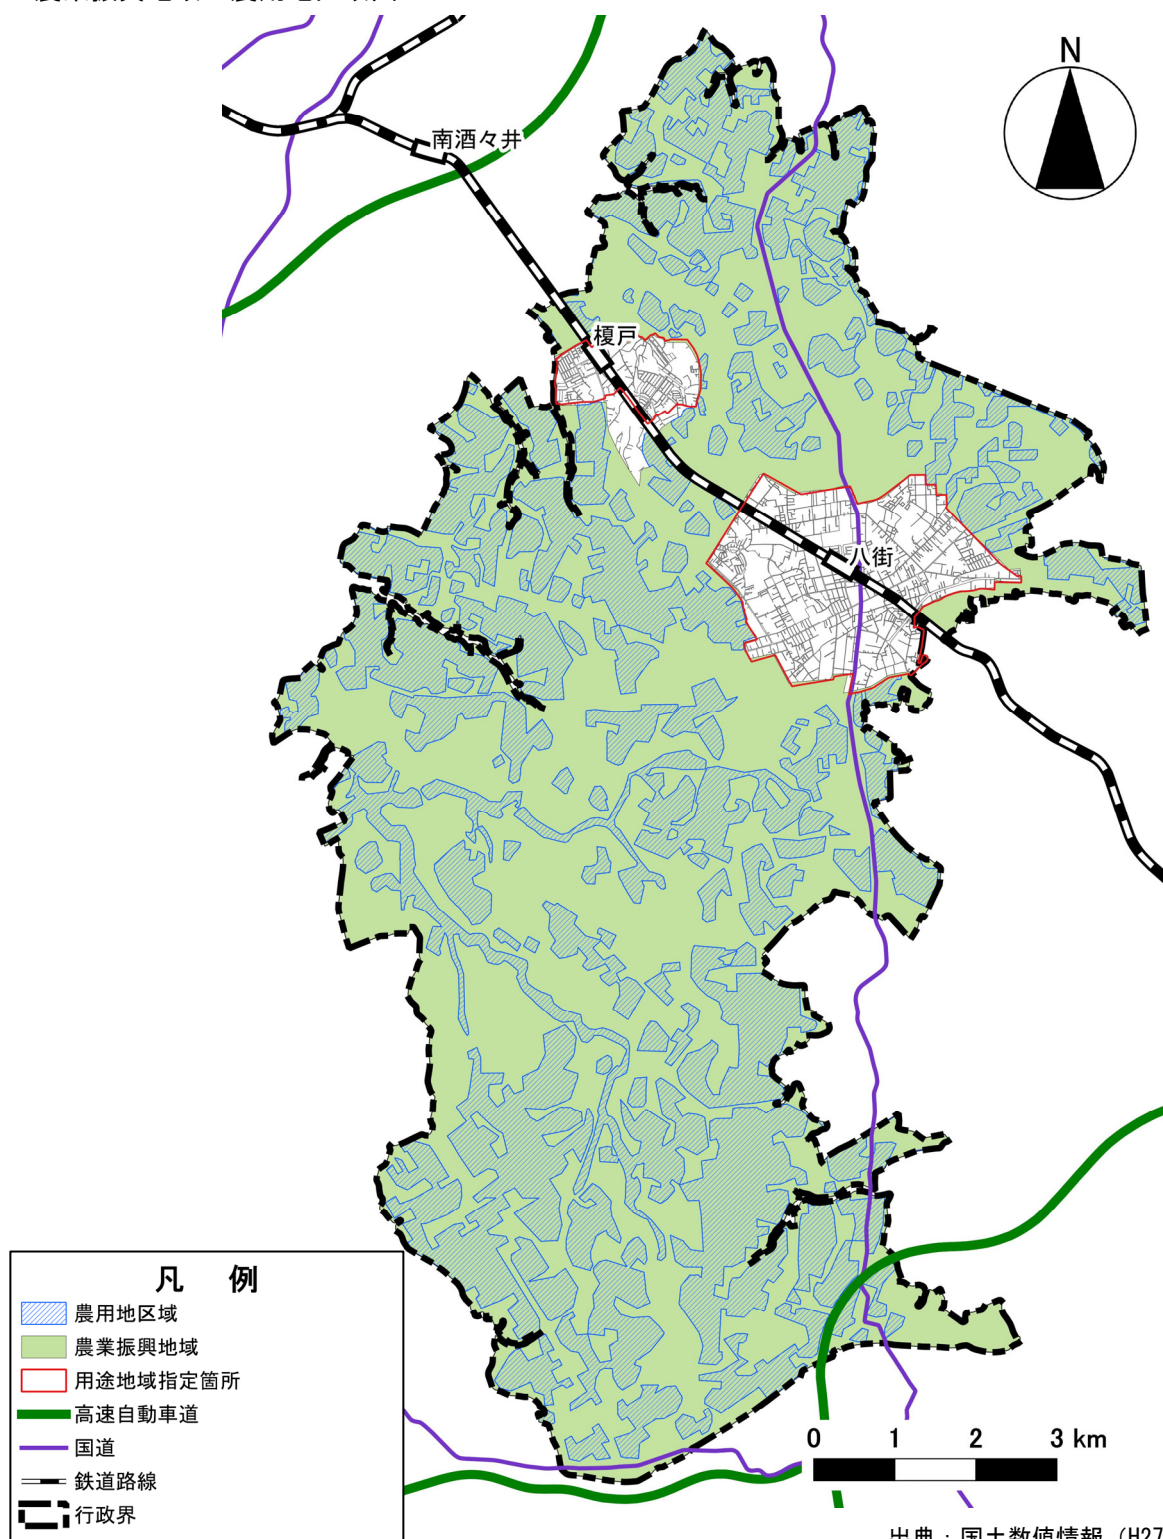 N
南酒々井
榎戸
八街
凡 例
農用地区域
農業振興地域
用途地域指定箇所
高速自動車道
国道
鉄道路線
行政界
0 1 2 3 km
出典：国土数値情報（H27